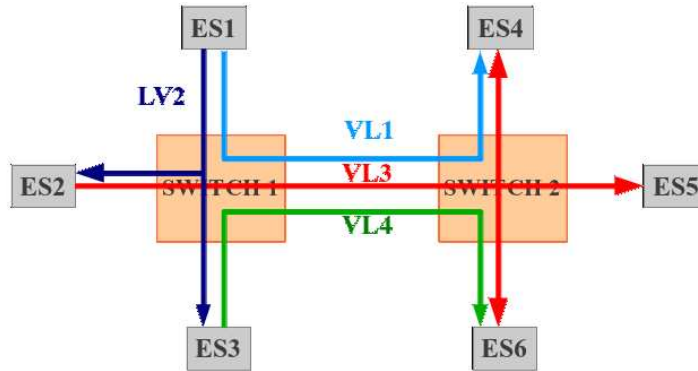 ES1
ES4
LV2
VL1
ES2
SWITCH 1
VL3
SWITCH 2
ES5
VL4
ES3
ES6